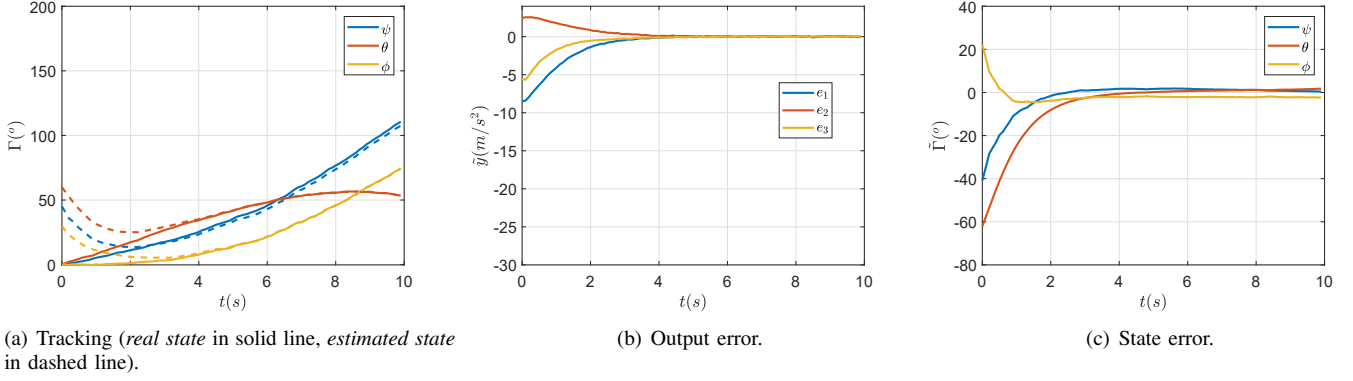 200
150
100
50
0
Γ(°)
0 2 4 6 8 10
t(s)
ψ
θ
ϕ
(a) Tracking (real state in solid line, estimated state
in dashed line).
0
-5
-10
-15
-20
-25
-30
ỹ(m/s²)
0 2 4 6 8 10
t(s)
e₁
e₂
e₃
(b) Output error.
40
20
0
-20
-40
-60
-80
Γ̃(°)
0 2 4 6 8 10
t(s)
ψ
θ
ϕ
(c) State error.